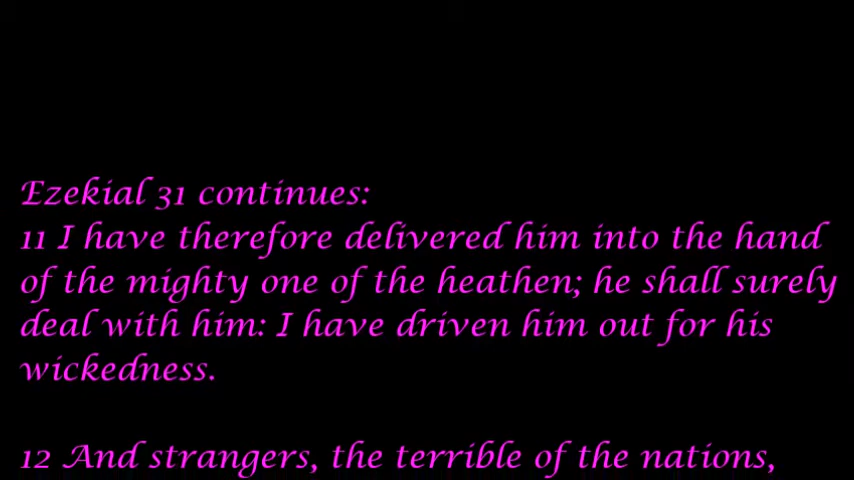 Ezekial 31 continues:
11 I have therefore delivered him into the hand
of the mighty one of the heathen; he shall surely
deal with him: I have driven him out for his
wickedness.
12 And strangers, the terrible of the nations,